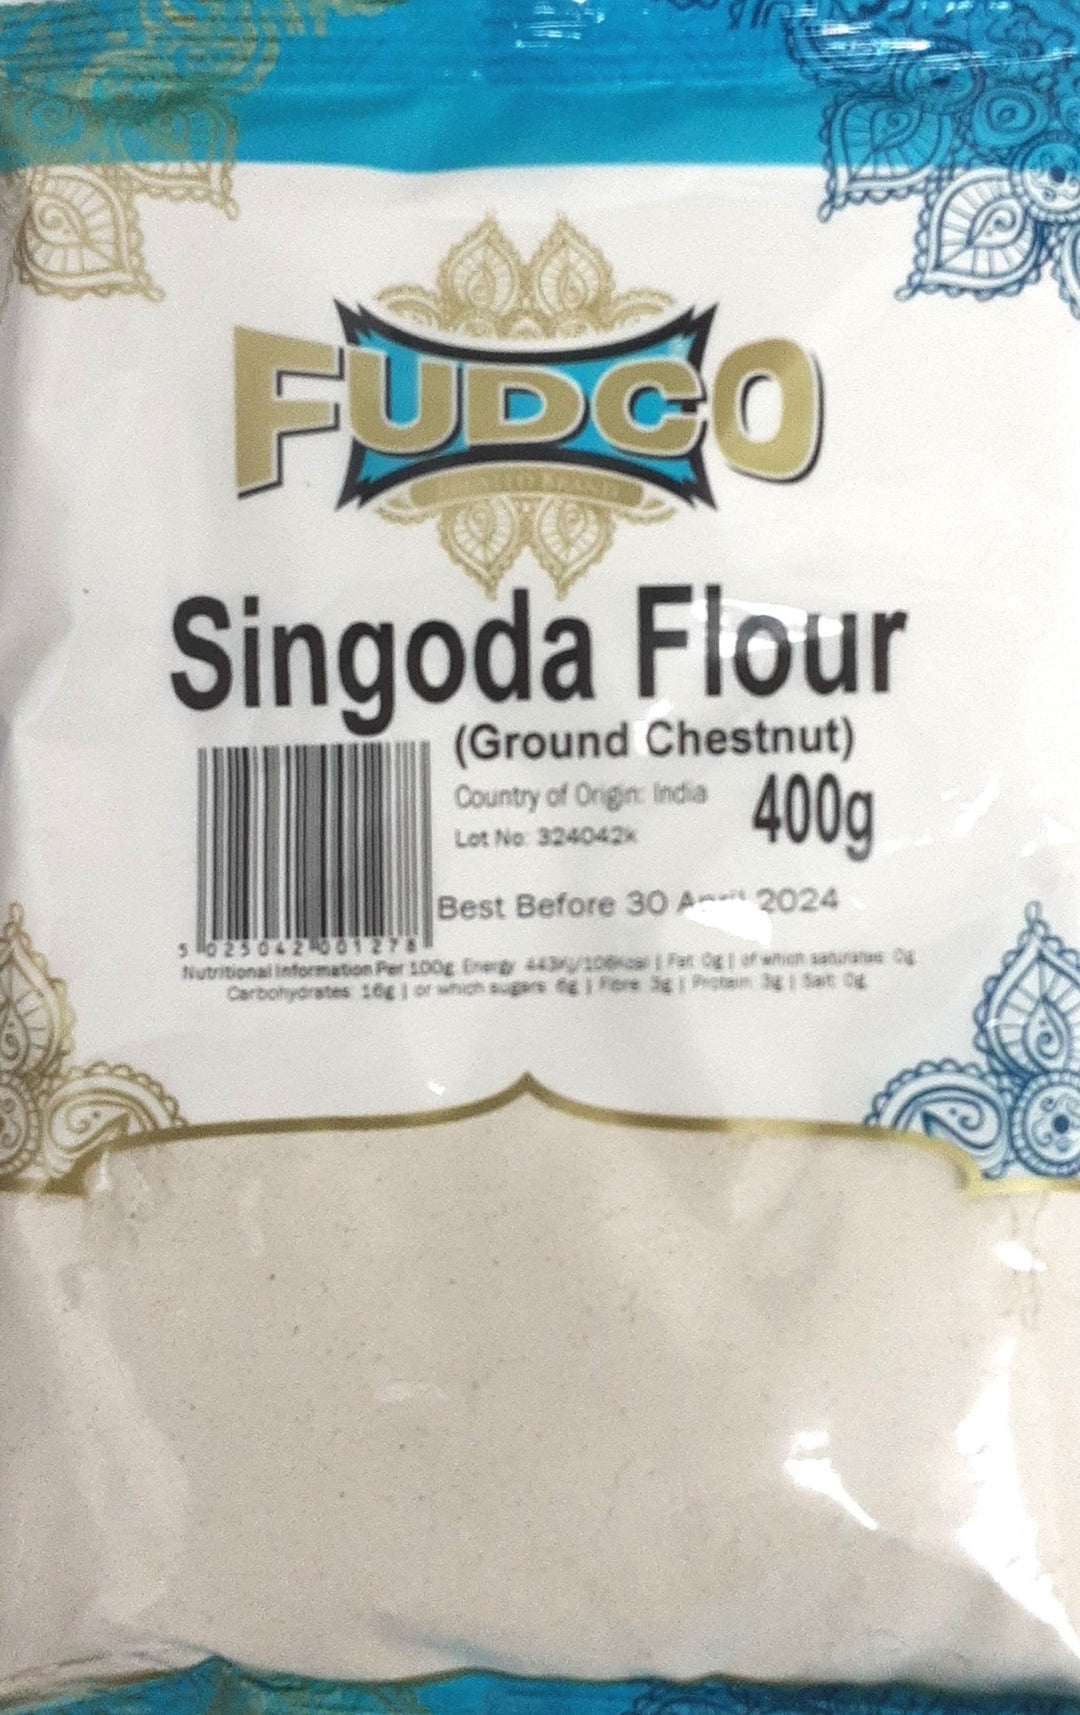 FUDCO
Singoda Flour
(Ground Chestnut)
Country of Origin: India
400g
Lot No: 324042k
Best Before 30 April 2024
5 025042 001278
Nutritional Information Per 100g Energy 443Kj/106Kcal | Fat 0g | of which saturates 0g
Carbohydrates 16g | of which sugars 6g | Fibre 3g | Protein 3g | Salt 0g